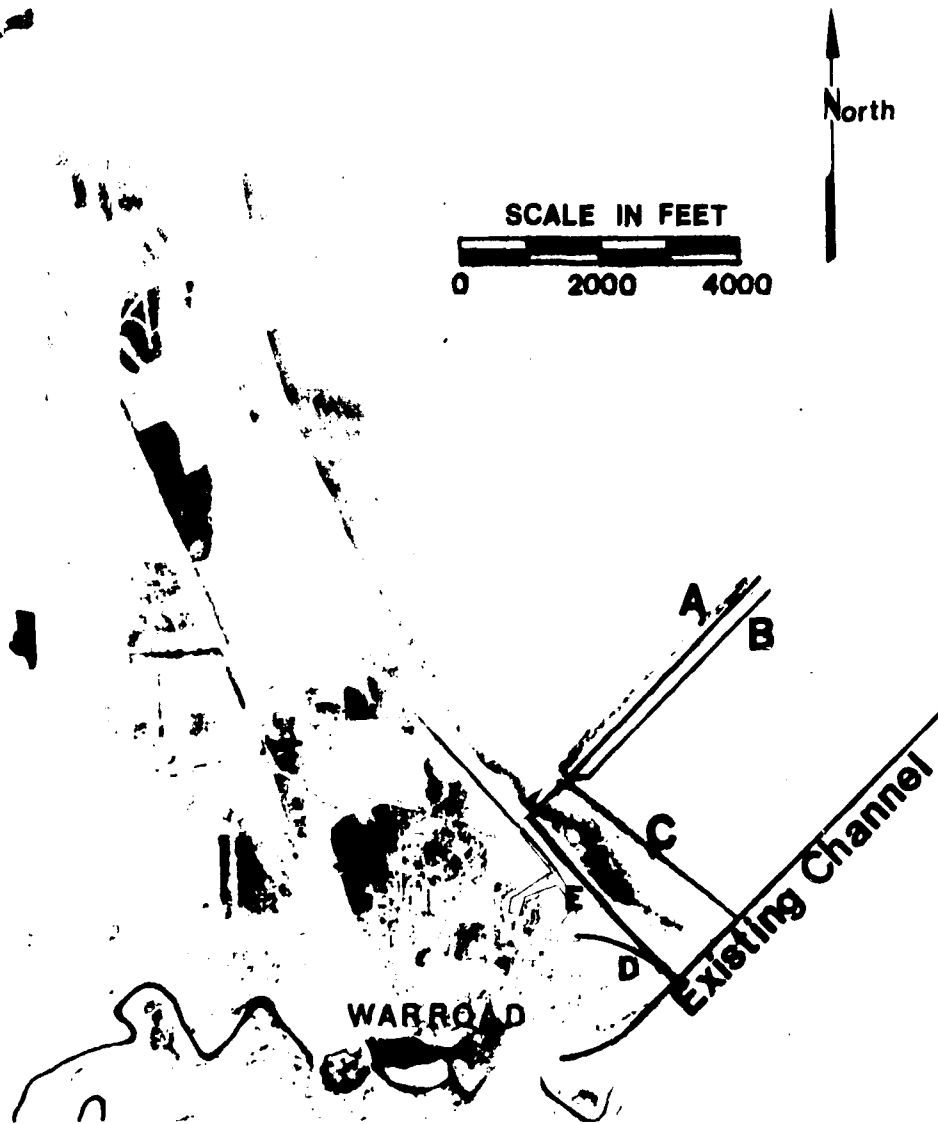 North
SCALE IN FEET
0 2000 4000
A
B
C
E
D
Existing Channel
WARROAD